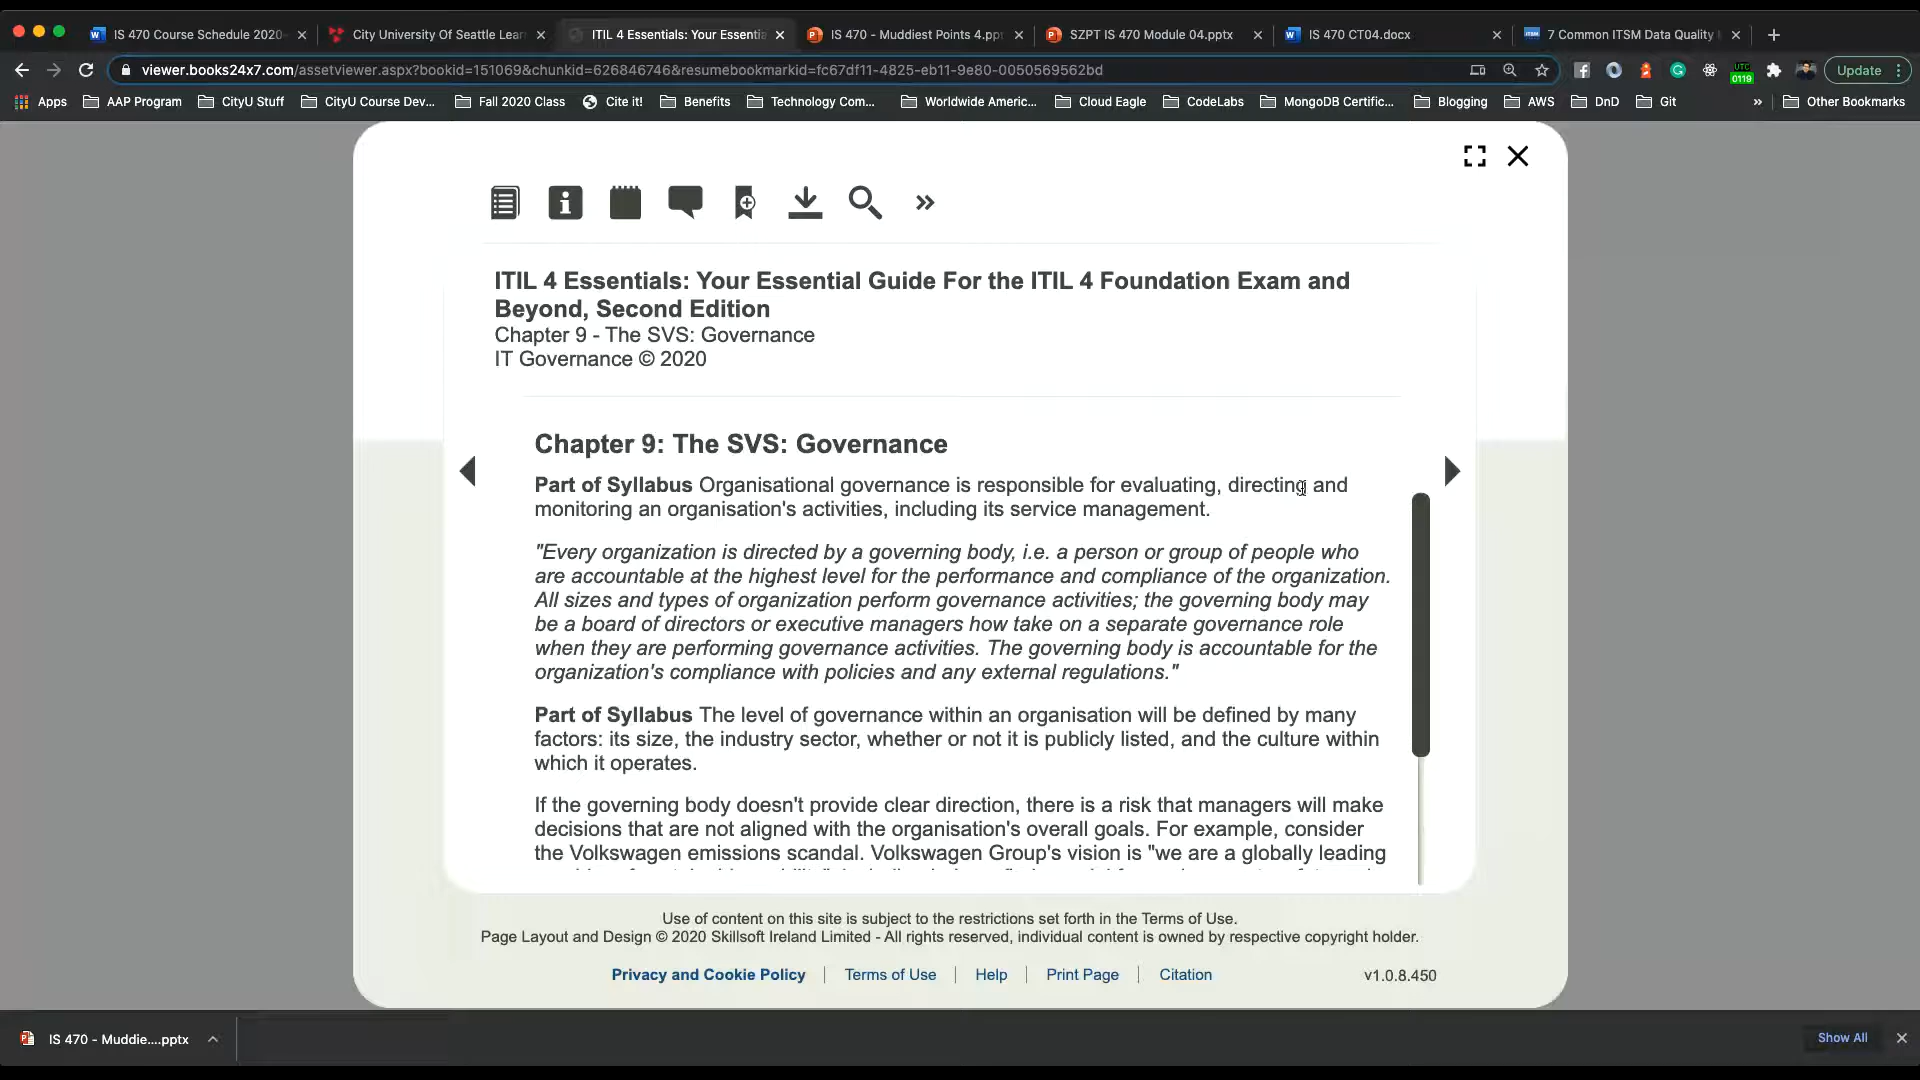 IS 470 Course Schedule 2020-
City University Of Seattle Lear
ITIL 4 Essentials: Your Essentia
IS 470 - Muddiest Points 4.pp
SZPT IS 470 Module 04.pptx
IS 470 CT04.docx
7 Common ITSM Data Quality
viewer.books24x7.com/assetviewer.aspx?bookid=151069&chunkid=626846746&resumebookmarkid=fc67df11-4825-eb11-9e80-0050569562bd
UTC
0119
Update
Apps
AAP Program
CityU Stuff
CityU Course Dev...
Fall 2020 Class
Cite it!
Benefits
Technology Com...
Worldwide Americ...
Cloud Eagle
CodeLabs
MongoDB Certific...
Blogging
AWS
DnD
Git
»
Other Bookmarks
ITIL 4 Essentials: Your Essential Guide For the ITIL 4 Foundation Exam and
Beyond, Second Edition
Chapter 9 - The SVS: Governance
IT Governance © 2020
Chapter 9: The SVS: Governance
Part of Syllabus Organisational governance is responsible for evaluating, directing and
monitoring an organisation's activities, including its service management.
"Every organization is directed by a governing body, i.e. a person or group of people who
are accountable at the highest level for the performance and compliance of the organization.
All sizes and types of organization perform governance activities; the governing body may
be a board of directors or executive managers how take on a separate governance role
when they are performing governance activities. The governing body is accountable for the
organization's compliance with policies and any external regulations."
Part of Syllabus The level of governance within an organisation will be defined by many
factors: its size, the industry sector, whether or not it is publicly listed, and the culture within
which it operates.
If the governing body doesn't provide clear direction, there is a risk that managers will make
decisions that are not aligned with the organisation's overall goals. For example, consider
the Volkswagen emissions scandal. Volkswagen Group's vision is "we are a globally leading
Use of content on this site is subject to the restrictions set forth in the Terms of Use.
Page Layout and Design © 2020 Skillsoft Ireland Limited - All rights reserved, individual content is owned by respective copyright holder.
Privacy and Cookie Policy | Terms of Use | Help | Print Page | Citation
v1.0.8.450
IS 470 - Muddie....pptx
Show All